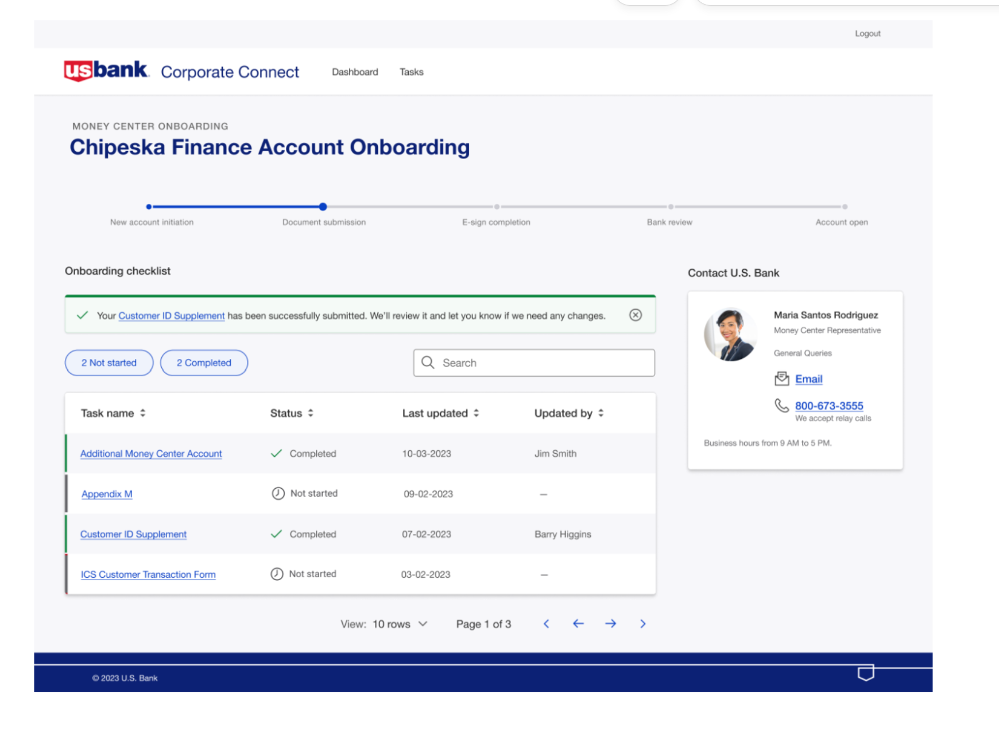 Logout
usbank. Corporate Connect Dashboard Tasks
MONEY CENTER ONBOARDING
Chipeska Finance Account Onboarding
New account initiation Document submission E-sign completion Bank review Account open
Onboarding checklist
Your Customer ID Supplement has been successfully submitted. We'll review it and let you know if we need any changes.
2 Not started 2 Completed Search
Task name Status Last updated Updated by
Additional Money Center Account Completed 10-03-2023 Jim Smith
Appendix M Not started 09-02-2023 –
Customer ID Supplement Completed 07-02-2023 Barry Higgins
ICS Customer Transaction Form Not started 03-02-2023 –
View: 10 rows Page 1 of 3
Contact U.S. Bank
Maria Santos Rodriguez
Money Center Representative
General Queries
Email
800-673-3555
We accept relay calls
Business hours from 9 AM to 5 PM.
© 2023 U.S. Bank